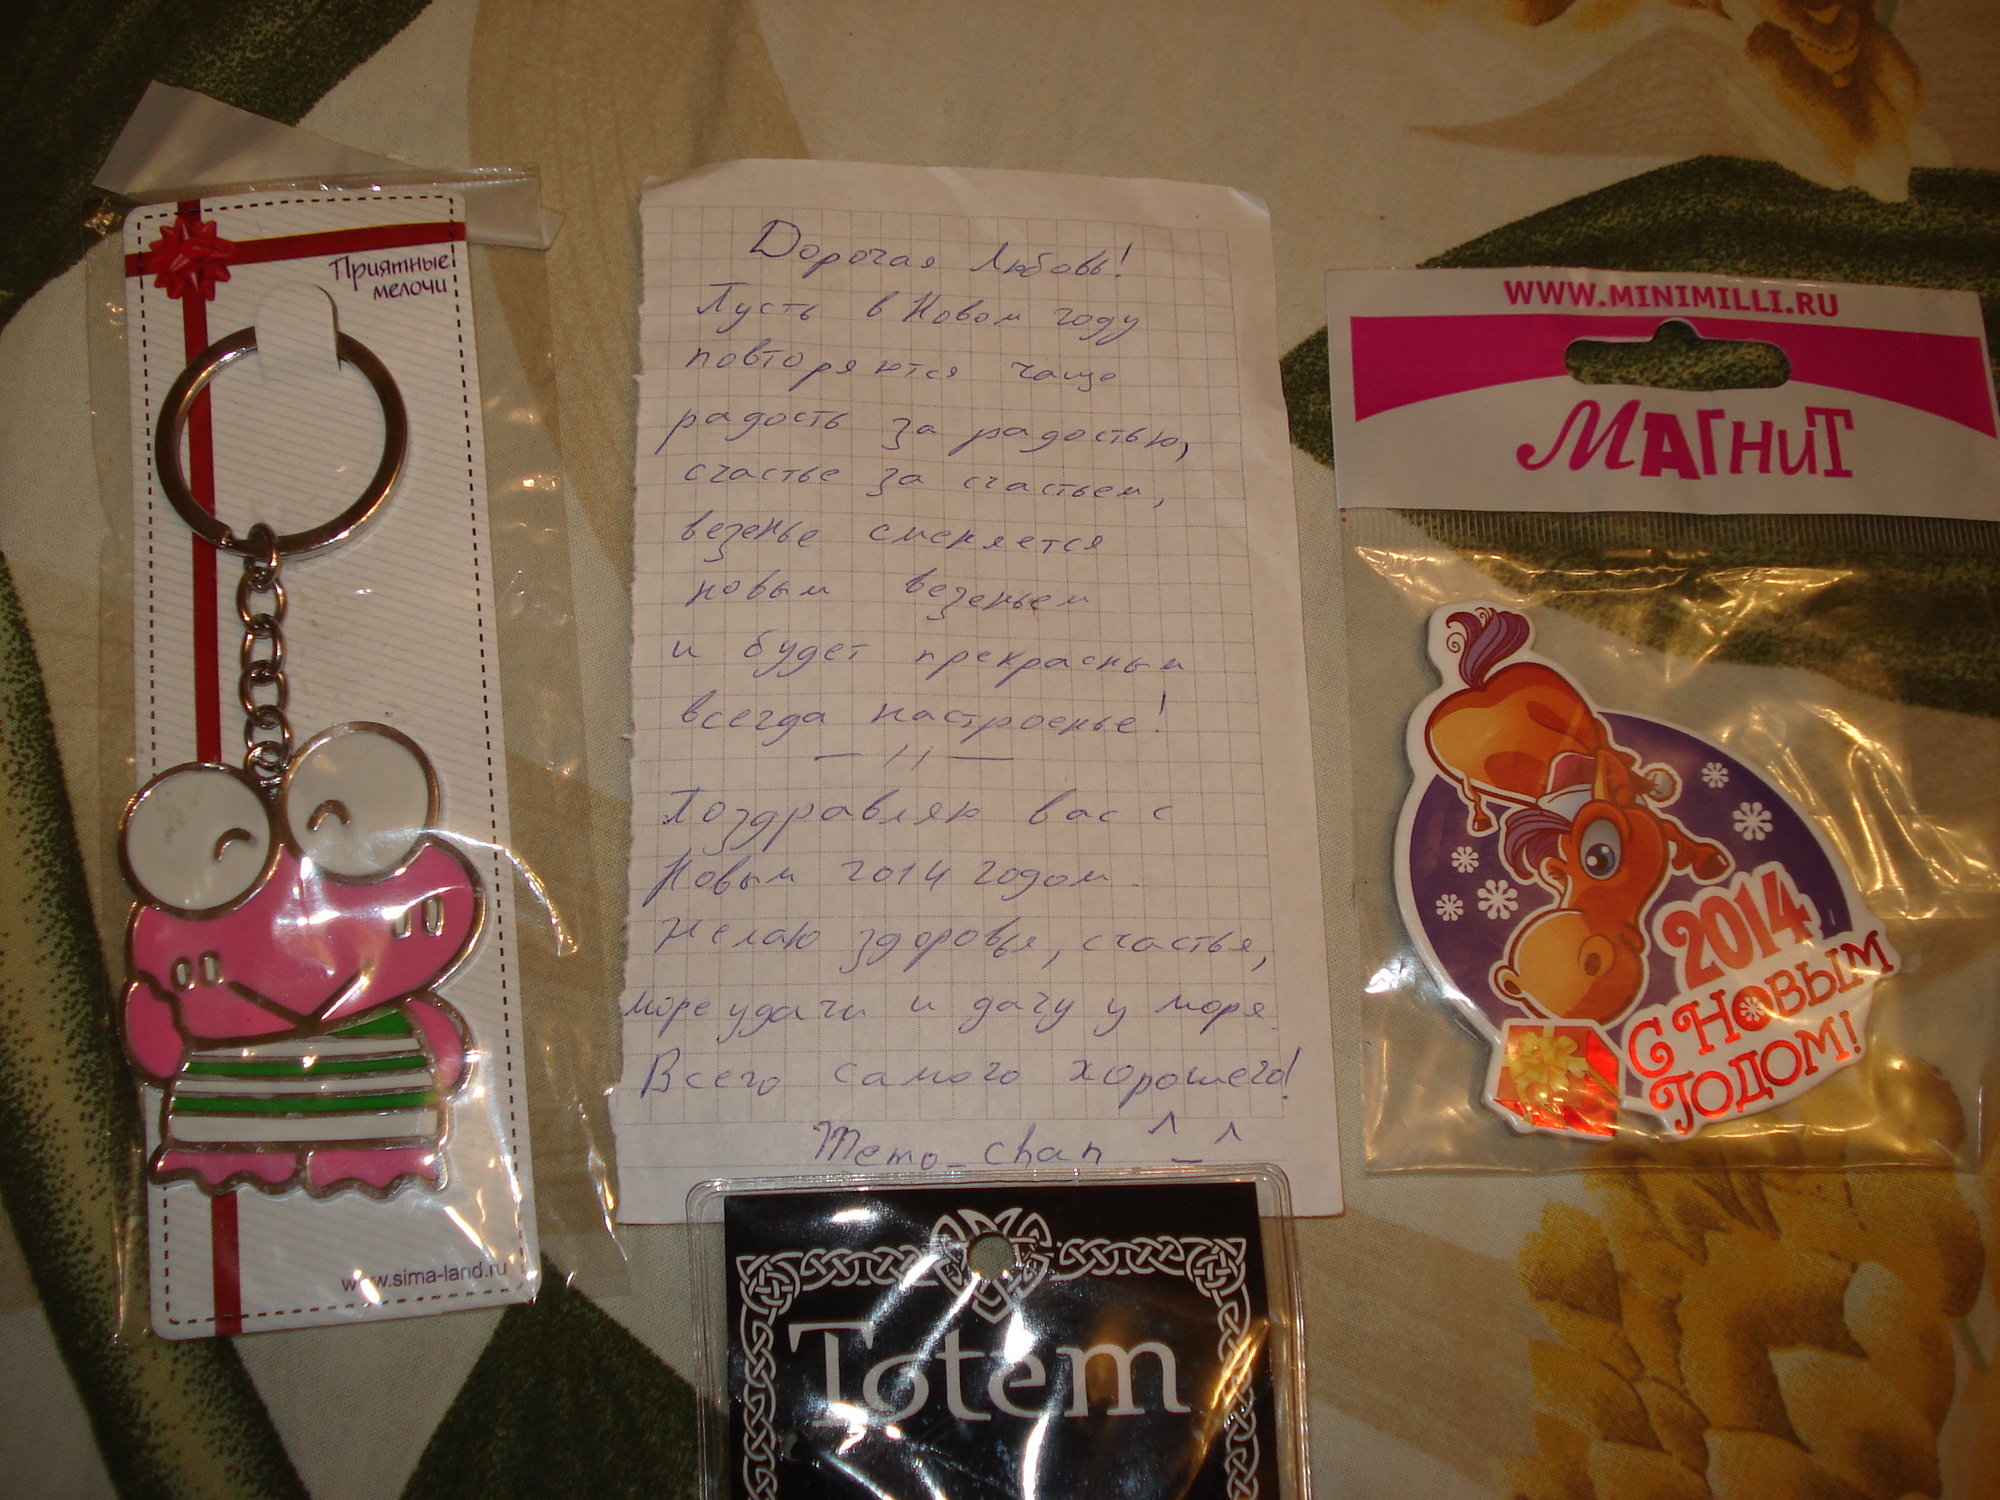 Приятные
мелочи
www.sima-land.ru
Дорогая Любовь!
Пусть в Новом году
повторяются чаще
радость за радостью,
счастье за счастьем,
везенье сменяется
новым везеньем
и будет прекрасным
всегда настроенье!
— // —
Поздравляю вас с
Новым 2014 годом.
Желаю здоровья, счастья,
море удачи и дачу у моря.
Всего самого хорошего!
Memo_chan ^_^
Totem
WWW.MINIMILLI.RU
МАГНИТ
2014
С НОВЫМ
ГОДОМ!